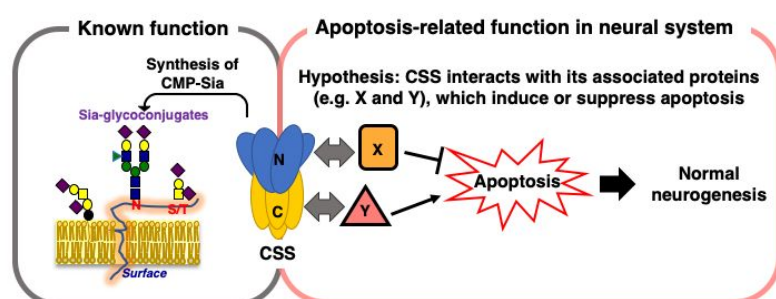 Known function
Apoptosis-related function in neural system
Synthesis of
CMP-Sia
Sia-glycoconjugates
Hypothesis: CSS interacts with its associated proteins
(e.g. X and Y), which induce or suppress apoptosis
N
X
Apoptosis
Normal
neurogenesis
N
S/T
C
Y
CSS
Surface